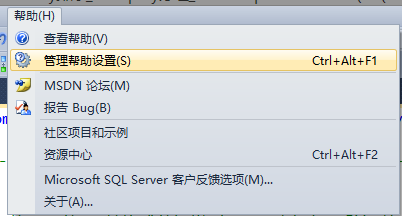 帮助(H)
查看帮助(V)
管理帮助设置(S) Ctrl+Alt+F1
MSDN 论坛(M)
报告 Bug(B)
社区项目和示例
资源中心 Ctrl+Alt+F2
Microsoft SQL Server 客户反馈选项(M)...
关于(A)...